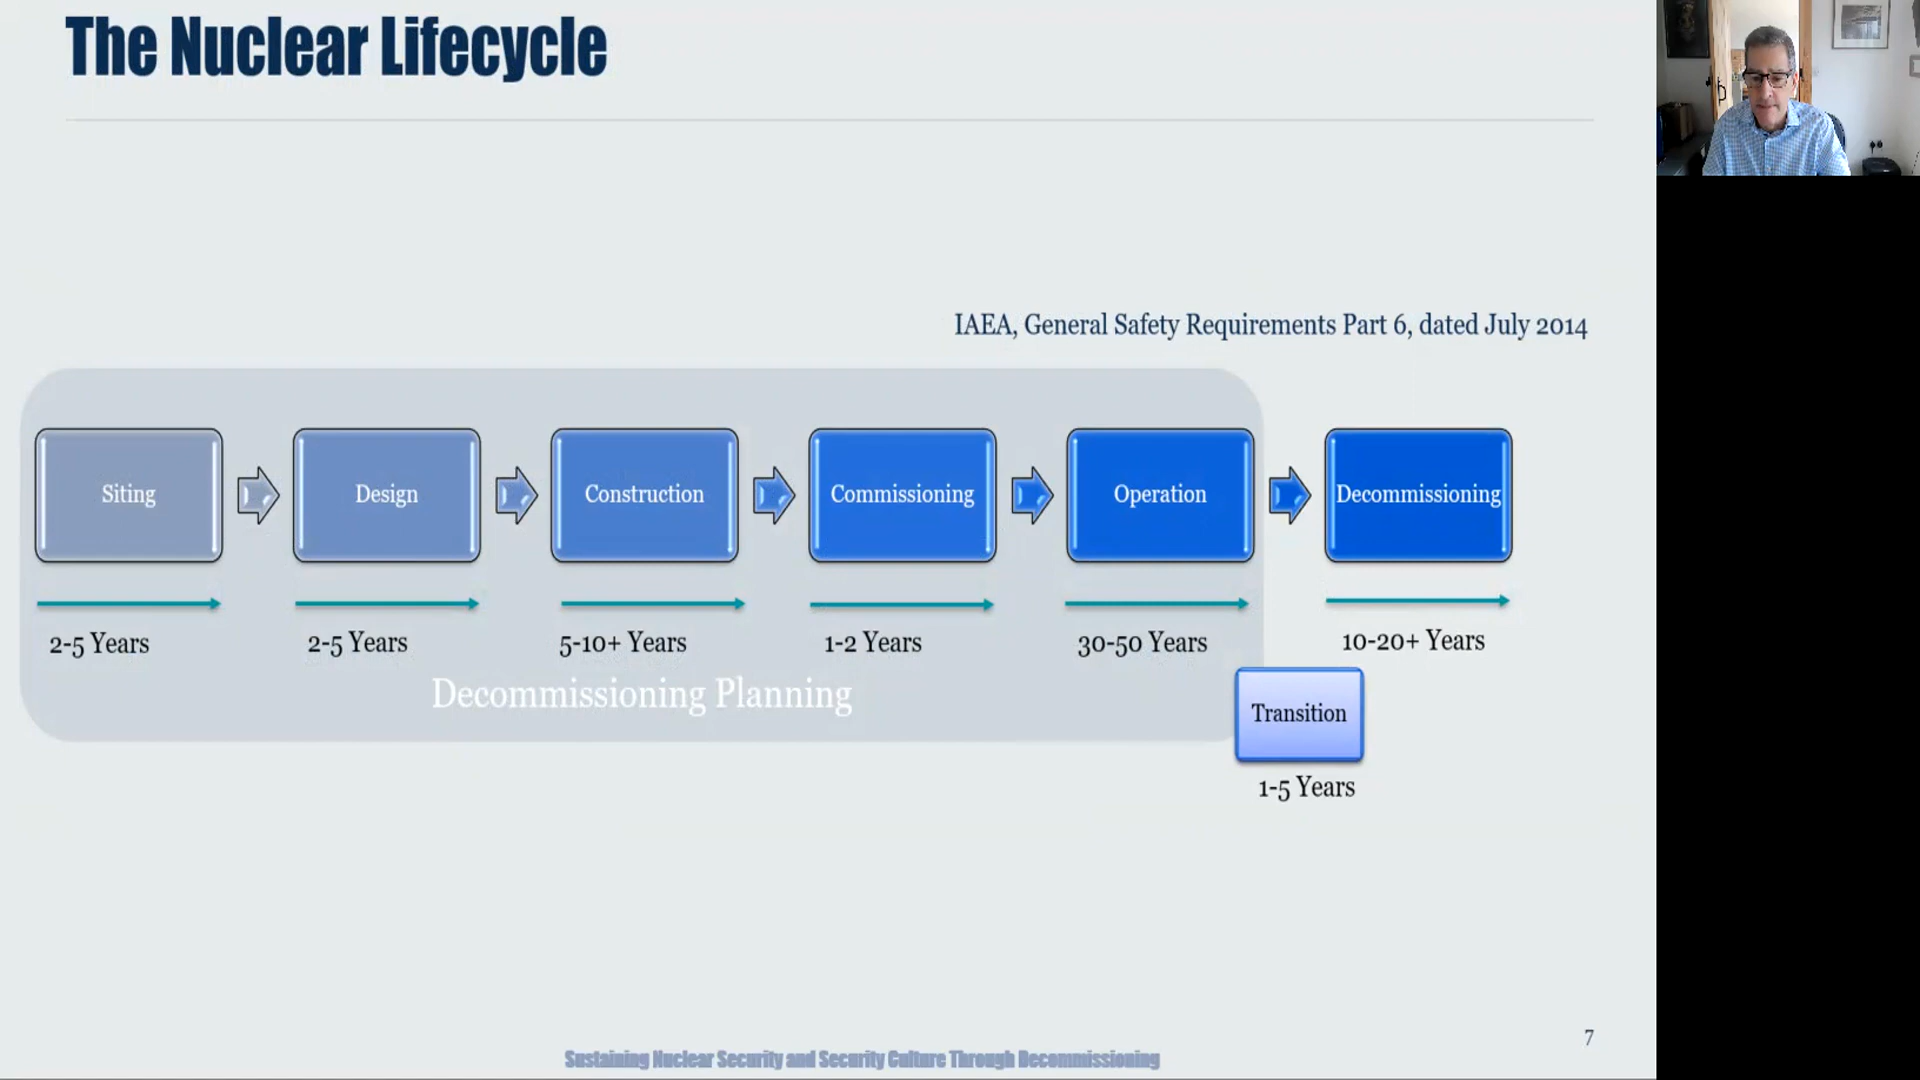 The Nuclear Lifecycle
IAEA, General Safety Requirements Part 6, dated July 2014
Siting
Design
Construction
Commissioning
Operation
Decommissioning
2-5 Years
2-5 Years
5-10+ Years
1-2 Years
30-50 Years
10-20+ Years
Decommissioning Planning
Transition
1-5 Years
7
Sustaining Nuclear Security and Security Culture Through Decommissioning